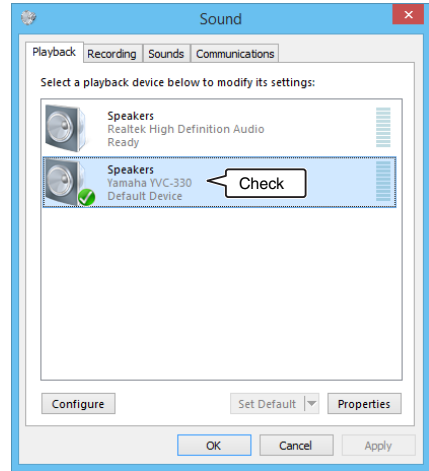 Sound
Playback Recording Sounds Communications
Select a playback device below to modify its settings:
Speakers
Realtek High Definition Audio
Ready
Speakers
Yamaha YVC-330
Default Device
Check
Configure Set Default Properties
OK Cancel Apply